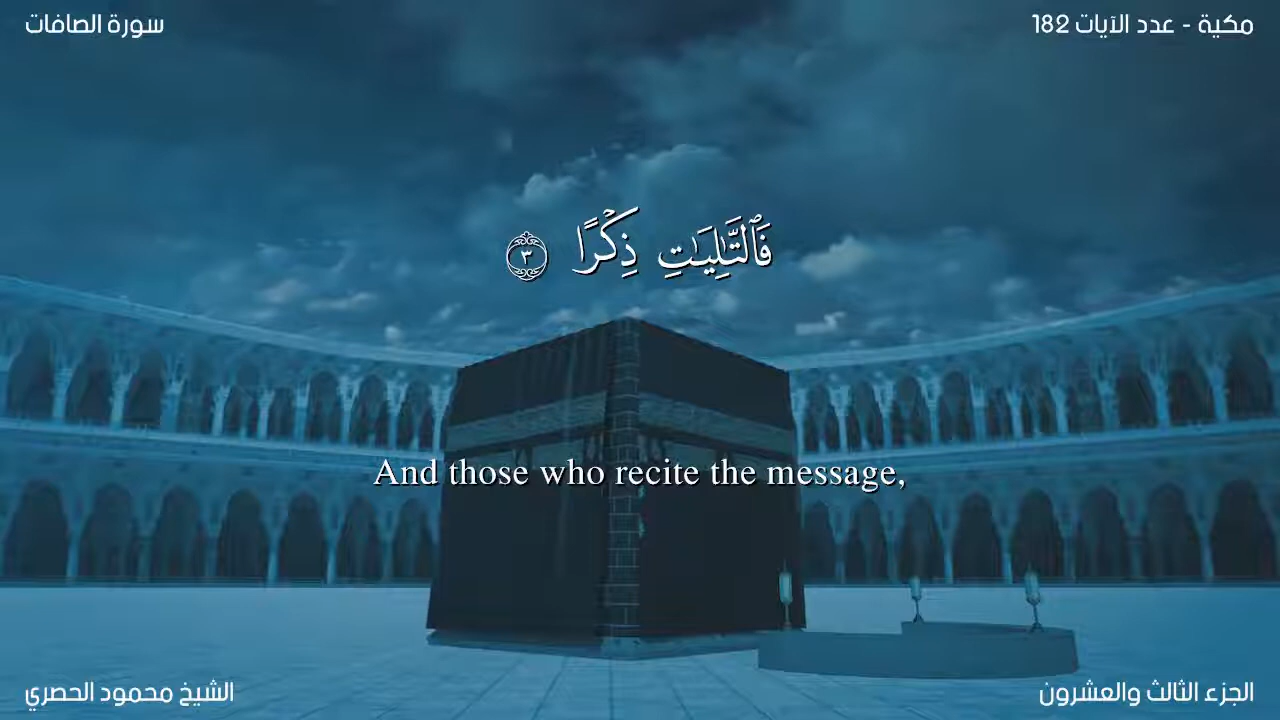 سورة الصافات
مكية - عدد الآيات 182
فَٱلتَّـٰلِيَـٰتِ ذِكْرًا ٣
And those who recite the message,
الشيخ محمود الحصري
الجزء الثالث والعشرون